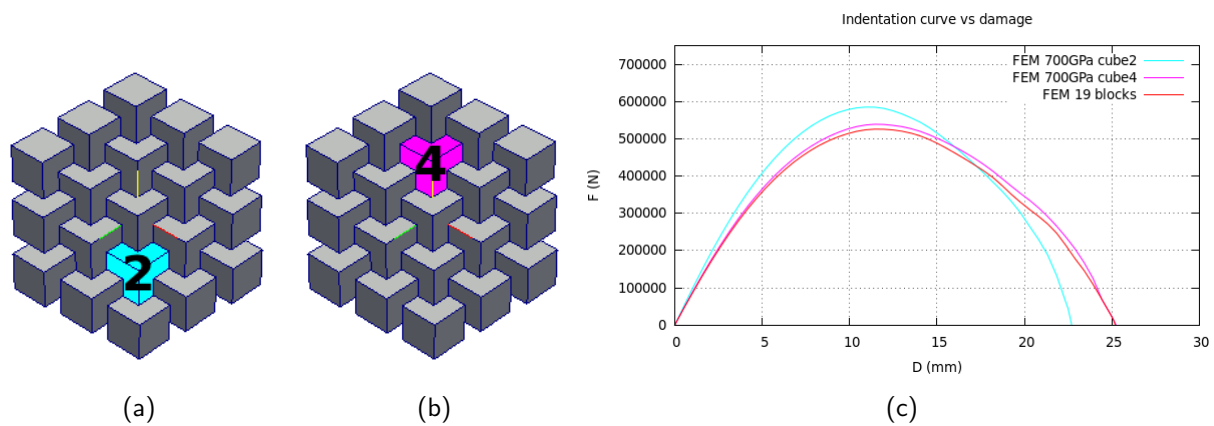 2
4
Indentation curve vs damage
FEM 700GPa cube2
FEM 700GPa cube4
FEM 19 blocks
700000
600000
500000
400000
300000
200000
100000
0
F (N)
0 5 10 15 20 25 30
D (mm)
(a) (b) (c)